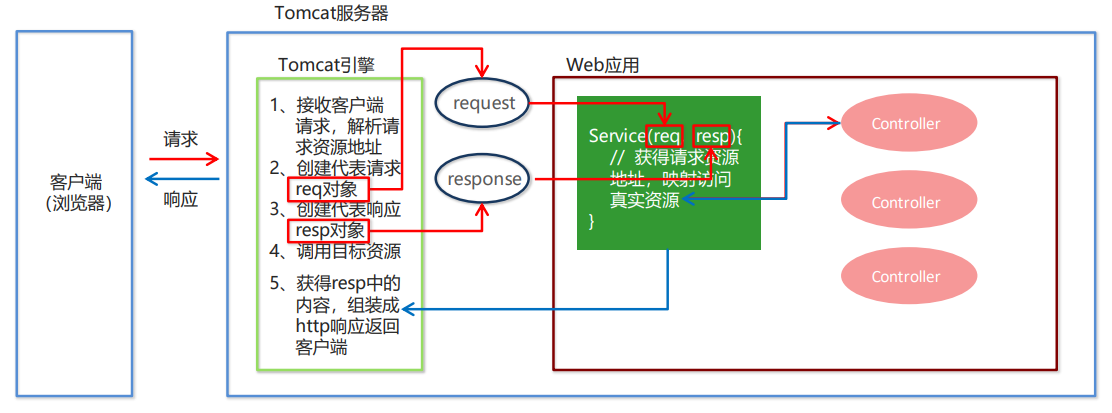 Tomcat服务器
Tomcat引擎
Web应用
请求
响应
客户端
（浏览器）
1、接收客户端
请求，解析请
求资源地址
2、创建代表请求
req对象
3、创建代表响应
resp对象
4、调用目标资源
5、获得resp中的
内容，组装成
http响应返回
客户端
request
response
Service(req resp){
// 获得请求资源
地址，映射访问
真实资源
}
Controller
Controller
Controller